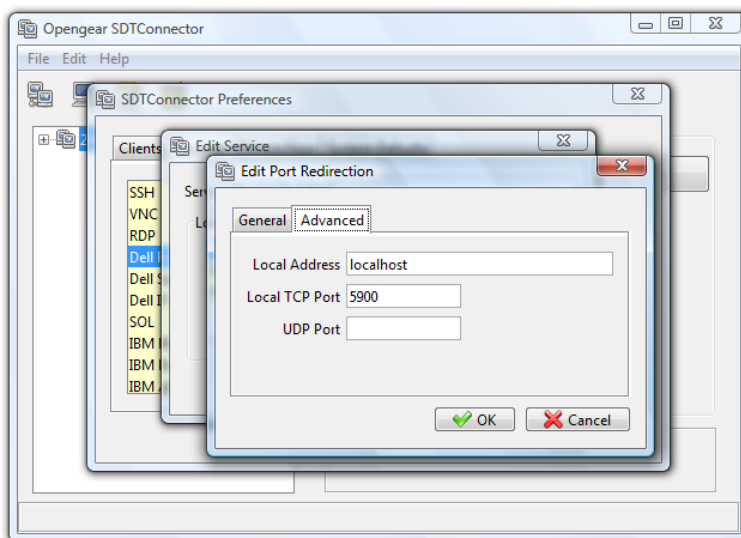 Opengear SDTConnector
File Edit Help
SDTConnector Preferences
Clients
Edit Service
Edit Port Redirection
General Advanced
SSH
VNC
RDP
Dell
Dell
Dell
SOL
IBM
IBM
IBM
Local Address localhost
Local TCP Port 5900
UDP Port
OK Cancel